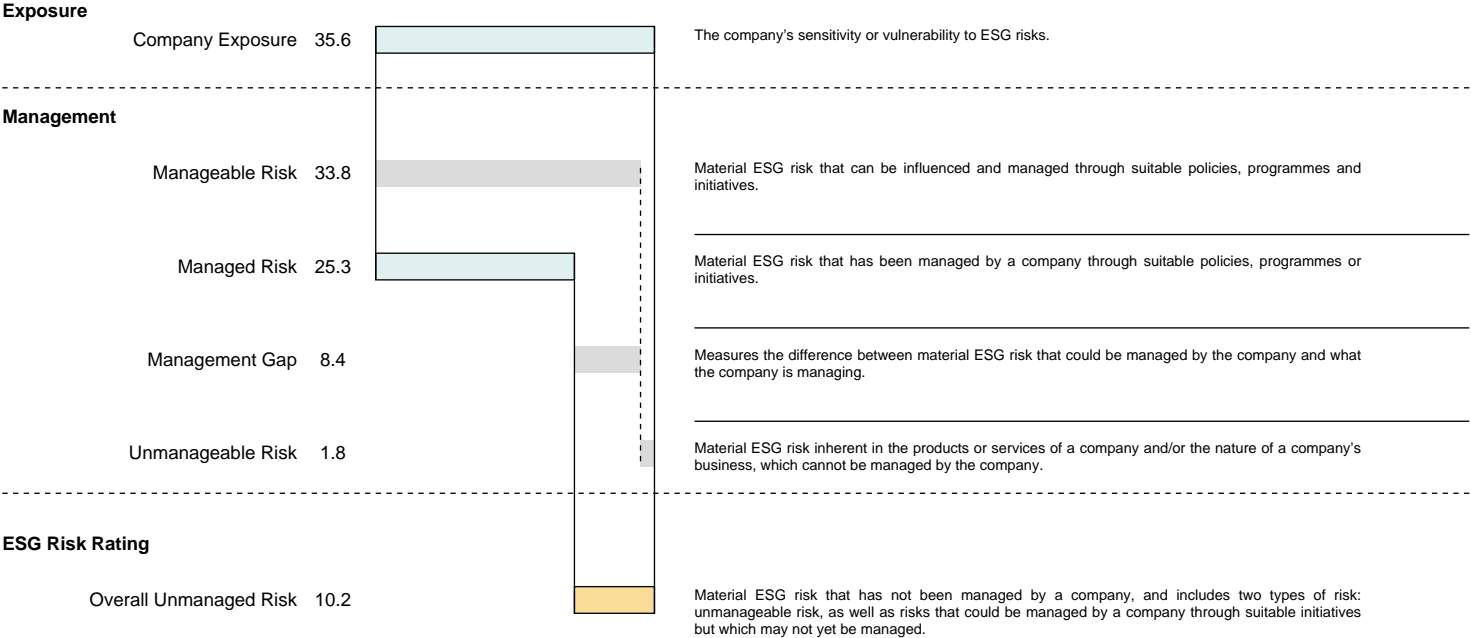 Exposure
Company Exposure 35.6
The company’s sensitivity or vulnerability to ESG risks.
Management
Manageable Risk 33.8
Material ESG risk that can be influenced and managed through suitable policies, programmes and
initiatives.
Managed Risk 25.3
Material ESG risk that has been managed by a company through suitable policies, programmes or
initiatives.
Management Gap 8.4
Measures the difference between material ESG risk that could be managed by the company and what
the company is managing.
Unmanageable Risk 1.8
Material ESG risk inherent in the products or services of a company and/or the nature of a company’s
business, which cannot be managed by the company.
ESG Risk Rating
Overall Unmanaged Risk 10.2
Material ESG risk that has not been managed by a company, and includes two types of risk:
unmanageable risk, as well as risks that could be managed by a company through suitable initiatives
but which may not yet be managed.